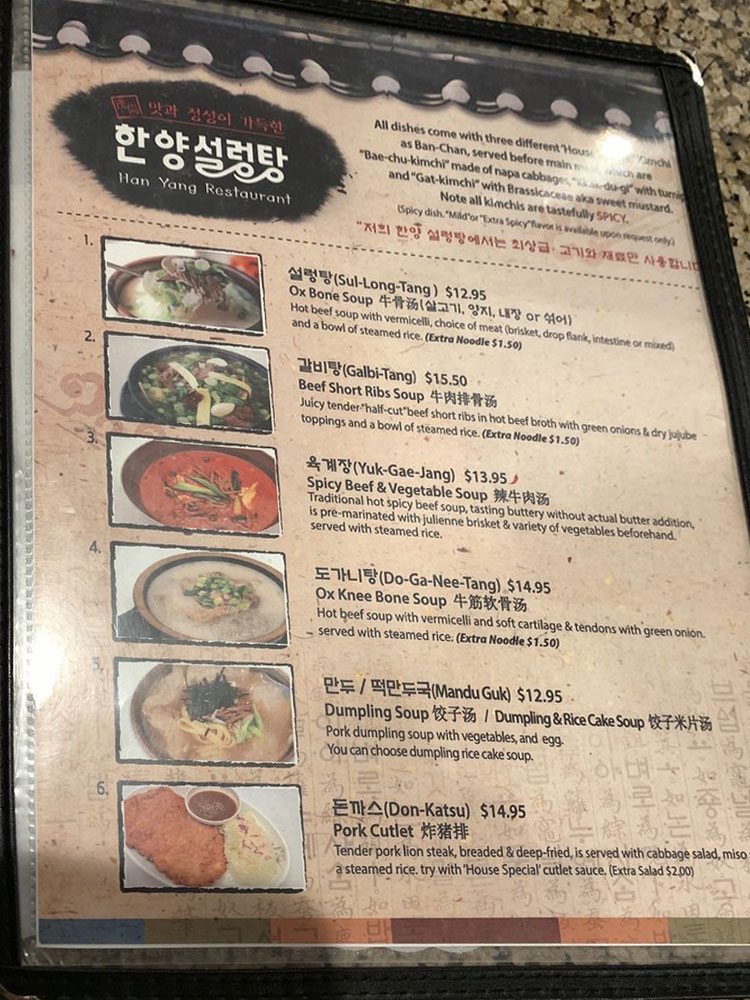 맛과 정성이 가득한
한양설렁탕
Han Yang Restaurant
All dishes come with three different 'House Kimchi
as Ban-Chan, served before main which are
"Bae-chu-kimchi" made of napa cabbages, with turnip
and "Gat-kimchi" with Brassicaceae aka sweet mustard.
Note all kimchis are tastefully SPICY.
(Spicy dish. "Mild" or "Extra Spicy" flavor is available upon request only)
"저희 한양 설렁탕에서는 최상급 고기와 재료만 사용합니다
1.
설렁탕(Sul-Long-Tang) $12.95
Ox Bone Soup 牛骨汤(살고기, 양지, 내장 or 섞어)
Hot beef soup with vermicelli, choice of meat (brisket, drop flank, intestine or mixed)
and a bowl of steamed rice. (Extra Noodle $1.50)
2.
갈비탕(Galbi-Tang) $15.50
Beef Short Ribs Soup 牛肉排骨汤
Juicy tender "half-cut" beef short ribs in hot beef broth with green onions & dry jujube
toppings and a bowl of steamed rice. (Extra Noodle $1.50)
3.
육계장(Yuk-Gae-Jang) $13.95
Spicy Beef & Vegetable Soup 辣牛肉汤
Traditional hot spicy beef soup, tasting buttery without actual butter addition,
is pre-marinated with julienne brisket & variety of vegetables beforehand.
served with steamed rice.
4.
도가니탕(Do-Ga-Nee-Tang) $14.95
Ox Knee Bone Soup 牛筋软骨汤
Hot beef soup with vermicelli and soft cartilage & tendons with green onion.
served with steamed rice. (Extra Noodle $1.50)
5.
만두 / 떡만두국(Mandu Guk) $12.95
Dumpling Soup 饺子汤 / Dumpling & Rice Cake Soup 饺子米片汤
Pork dumpling soup with vegetables, and egg.
You can choose dumpling rice cake soup.
6.
돈까스(Don-Katsu) $14.95
Pork Cutlet 炸猪排
Tender pork lion steak, breaded & deep-fried, is served with cabbage salad, miso
a steamed rice. try with 'House Special' cutlet sauce. (Extra Salad $2.00)